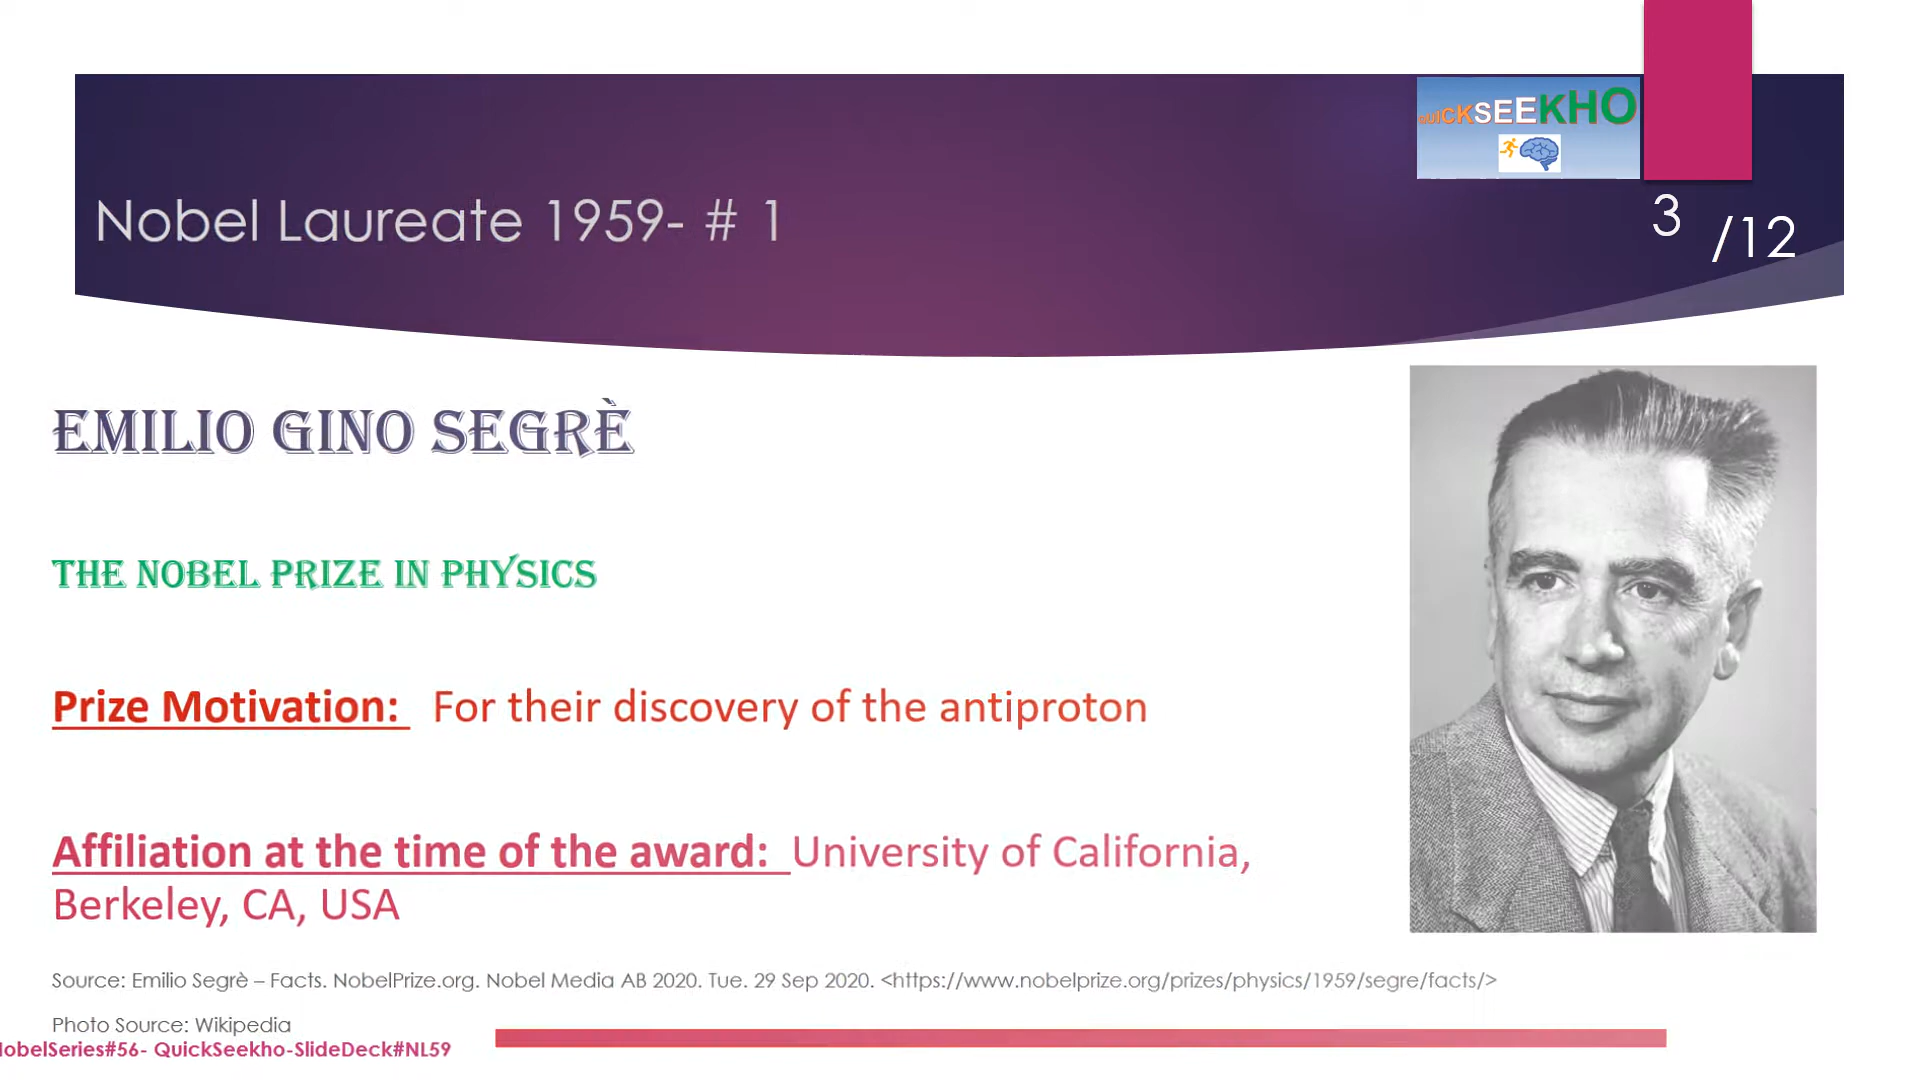 QUICKSEEKHO
Nobel Laureate 1959- # 1
3 /12
EMILIO GINO SEGRÈ
THE NOBEL PRIZE IN PHYSICS
Prize Motivation: For their discovery of the antiproton
Affiliation at the time of the award: University of California,
Berkeley, CA, USA
Source: Emilio Segrè – Facts. NobelPrize.org. Nobel Media AB 2020. Tue. 29 Sep 2020. <https://www.nobelprize.org/prizes/physics/1959/segre/facts/>
Photo Source: Wikipedia
lobelSeries#56- QuickSeekho-SlideDeck#NL59